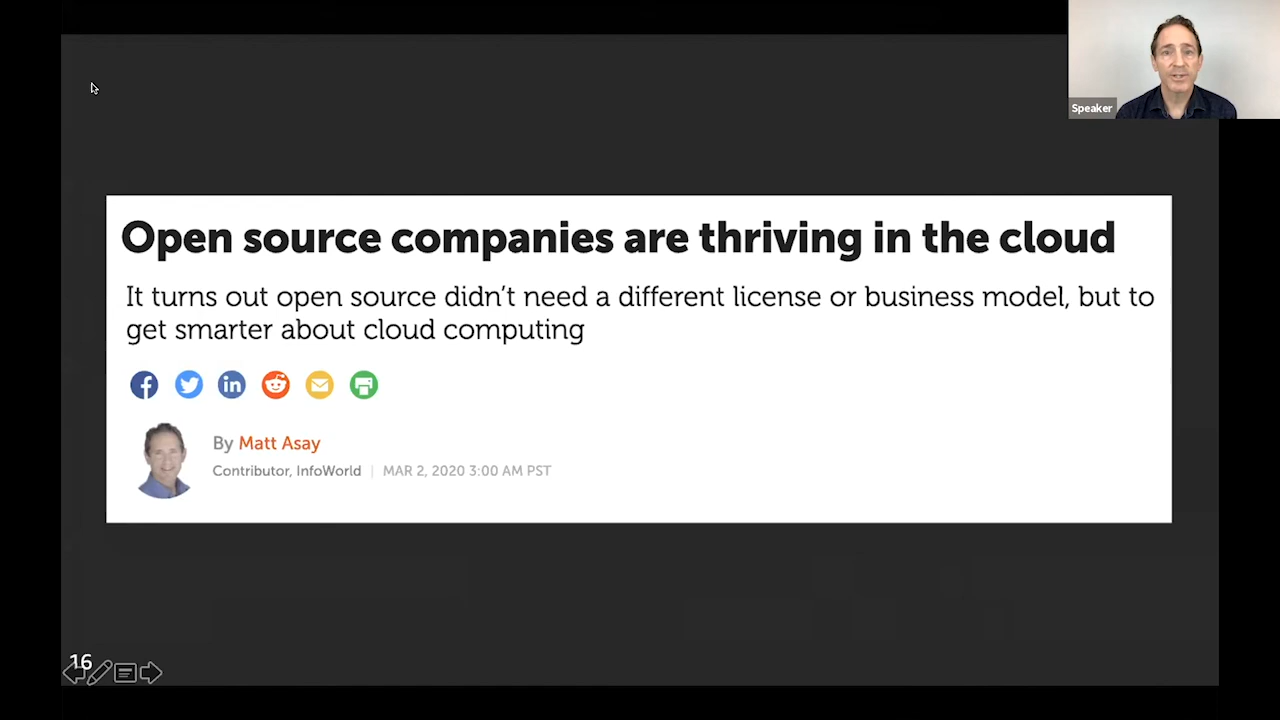 Speaker
Open source companies are thriving in the cloud
It turns out open source didn't need a different license or business model, but to
get smarter about cloud computing
By Matt Asay
Contributor, InfoWorld | MAR 2, 2020 3:00 AM PST
16